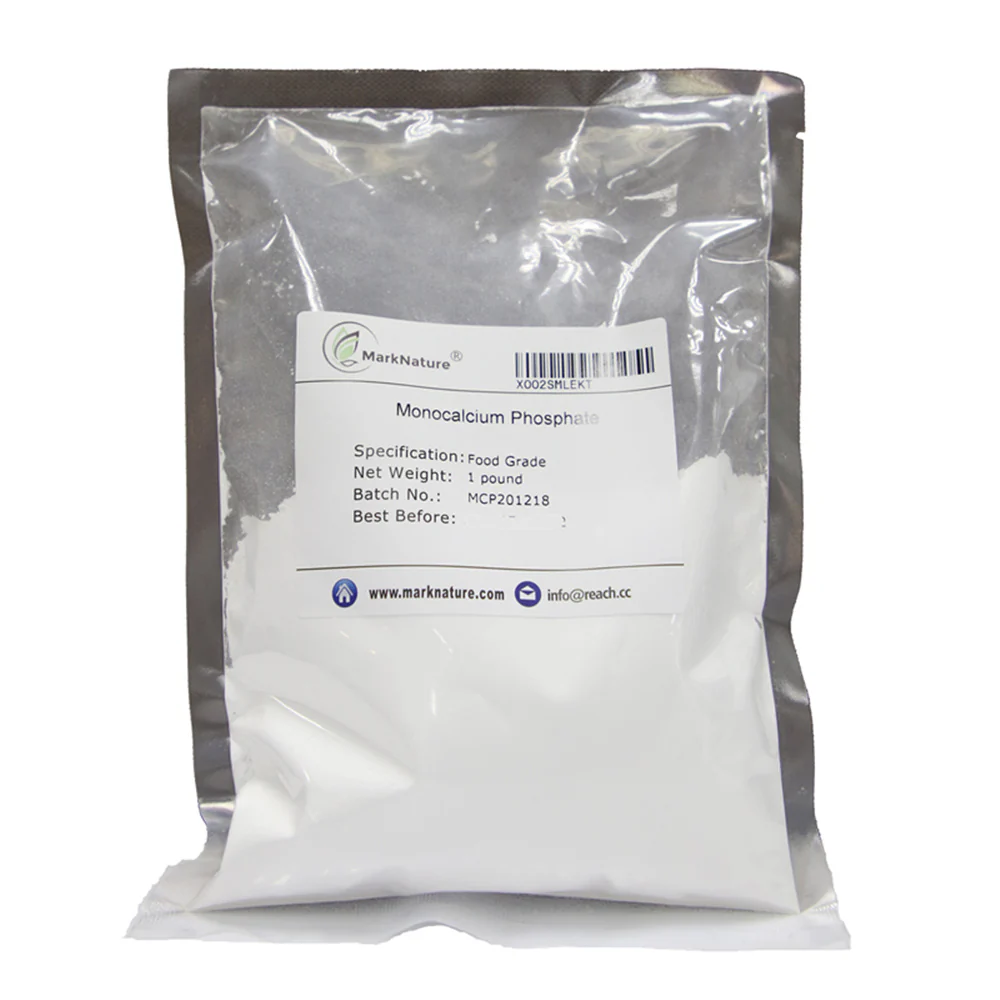 MarkNature®
X002SMLEKT
Monocalcium Phosphate
Specification: Food Grade
Net Weight: 1 pound
Batch No.: MCP201218
Best Before:
www.marknature.com info@reach.cc